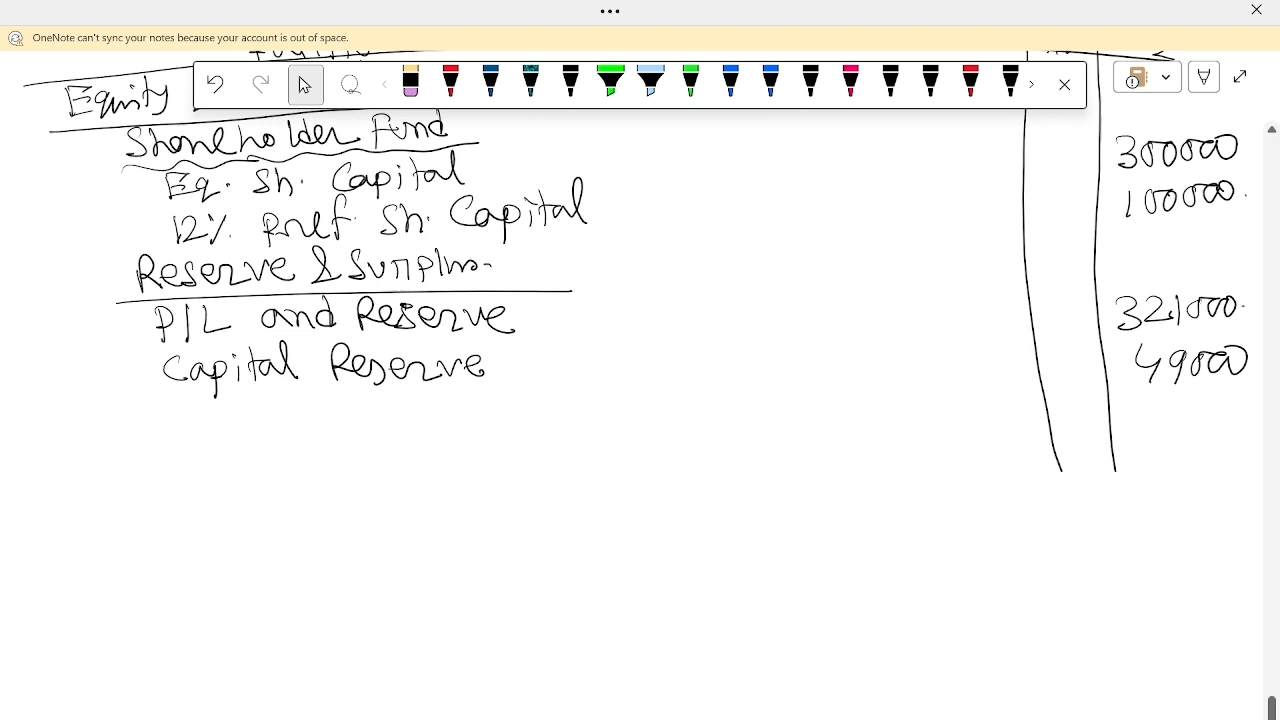 OneNote can't sync your notes because your account is out of space.
Equity
Shareholder Fund
Eq. Sh. Capital 300000
12% Pref. Sh. Capital 100000.
Reserve & Surplus.
P/L and Reserve 321000.
Capital Reserve 49000